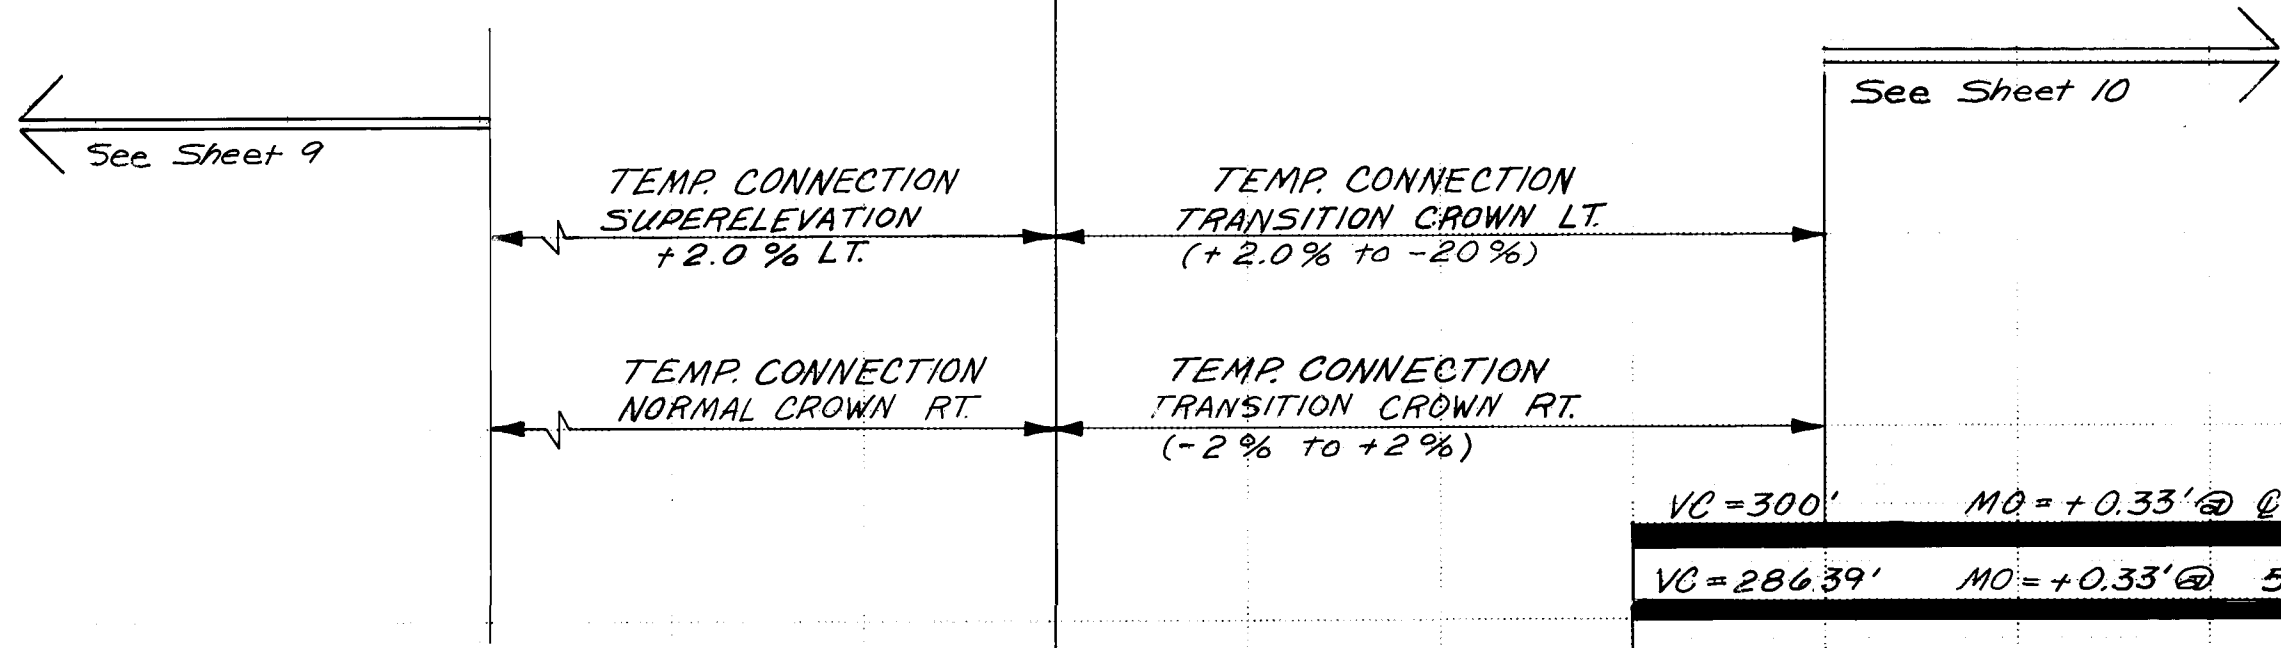 See Sheet 9
See Sheet 10
TEMP. CONNECTION
SUPERELEVATION
+2.0 % LT.
TEMP. CONNECTION
TRANSITION CROWN LT.
(+2.0% to -20%)
TEMP. CONNECTION
NORMAL CROWN RT.
TEMP. CONNECTION
TRANSITION CROWN RT.
(-2% to +2%)
VC = 300' MO = + 0.33' @ ℄
VC = 286.39' MO = + 0.33' @